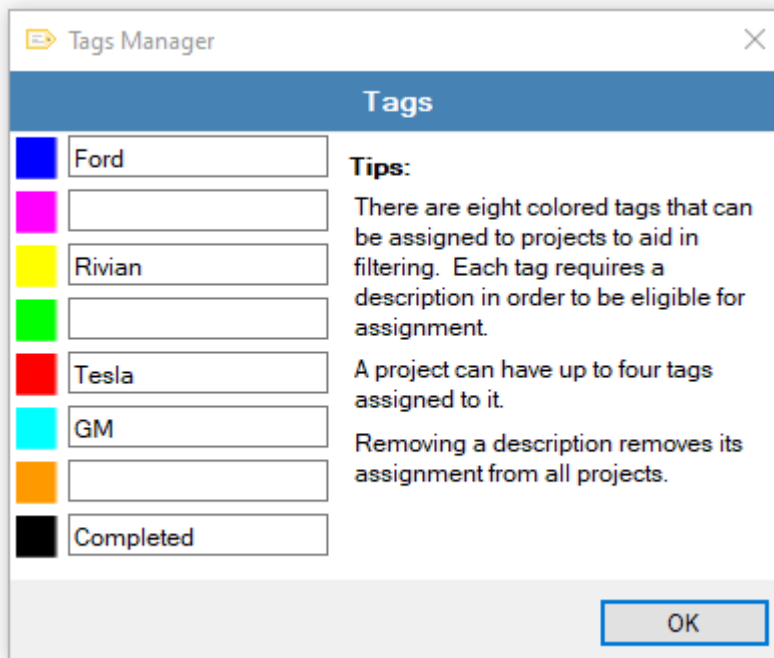 Tags Manager
Tags
Ford
Rivian
Tesla
GM
Completed
Tips:
There are eight colored tags that can
be assigned to projects to aid in
filtering.  Each tag requires a
description in order to be eligible for
assignment.
A project can have up to four tags
assigned to it.
Removing a description removes its
assignment from all projects.
OK